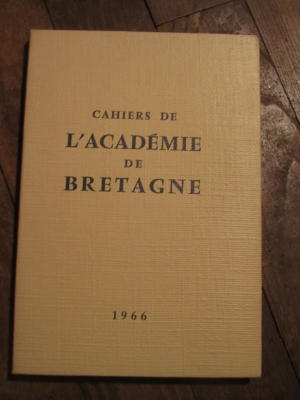 CAHIERS DE
L'ACADÉMIE
DE
BRETAGNE
1966